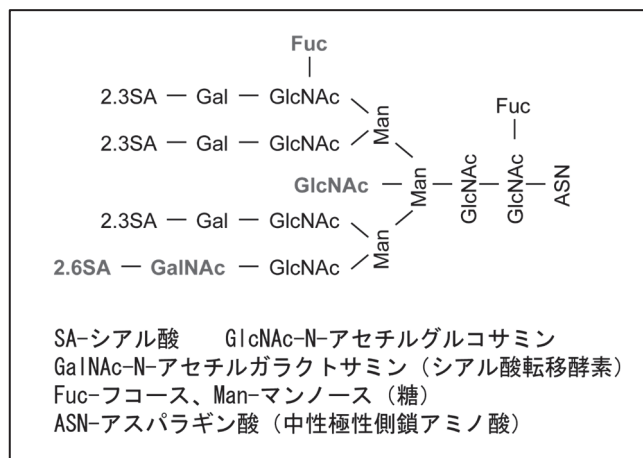 Fuc
2.3SA — Gal — GlcNAc
Man
Fuc
2.3SA — Gal — GlcNAc
GlcNAc — Man — GlcNAc — GlcNAc — ASN
2.3SA — Gal — GlcNAc
Man
2.6SA — GalNAc — GlcNAc
SA-シアル酸 GlcNAc-N-アセチルグルコサミン
GalNAc-N-アセチルガラクトサミン（シアル酸転移酵素）
Fuc-フコース、Man-マンノース（糖）
ASN-アスパラギン酸（中性極性側鎖アミノ酸）